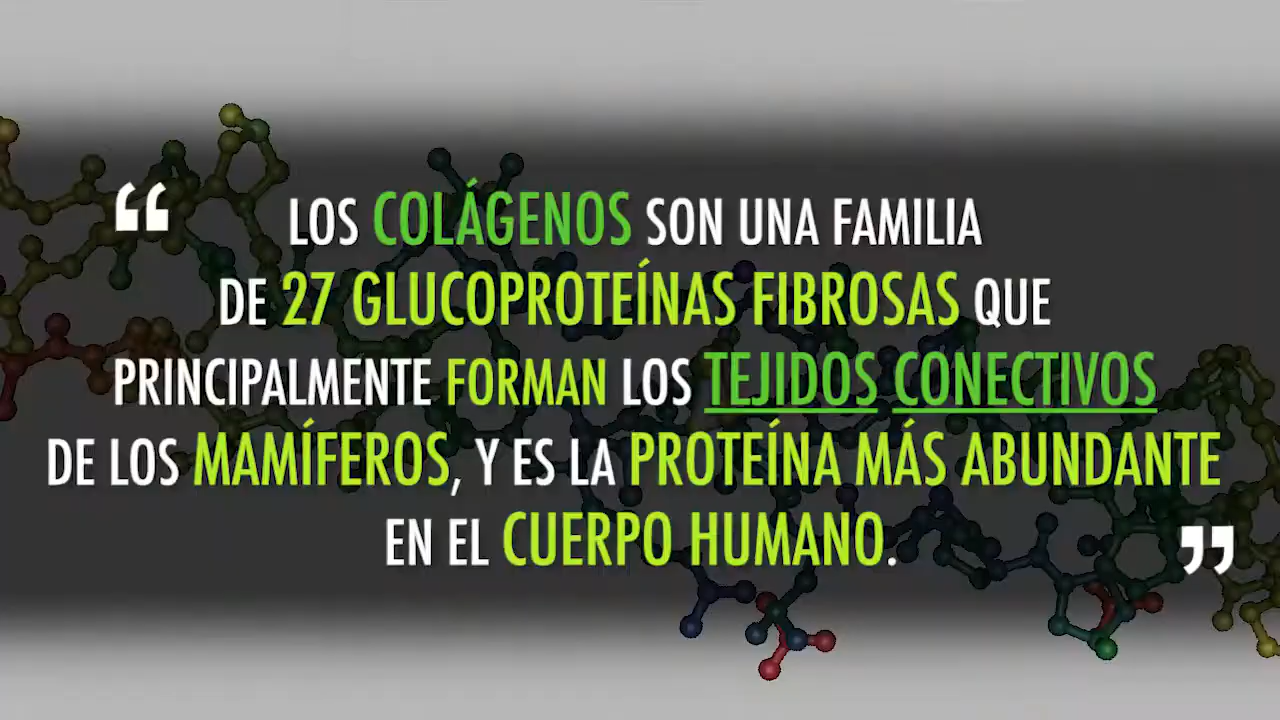 “ LOS COLÁGENOS SON UNA FAMILIA
DE 27 GLUCOPROTEÍNAS FIBROSAS QUE
PRINCIPALMENTE FORMAN LOS TEJIDOS CONECTIVOS
DE LOS MAMÍFEROS, Y ES LA PROTEÍNA MÁS ABUNDANTE
EN EL CUERPO HUMANO. ”